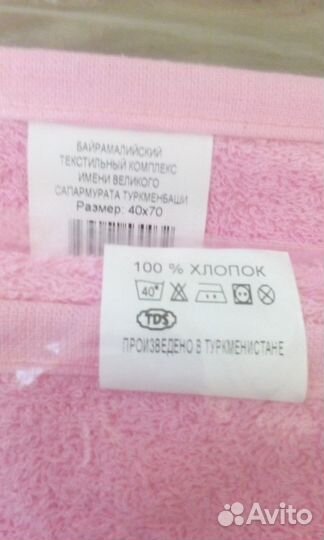 БАЙРАМАЛИЙСКИЙ
ТЕКСТИЛЬНЫЙ КОМПЛЕКС
ИМЕНИ ВЕЛИКОГО
САПАРМУРАТА ТУРКМЕНБАШИ
Размер: 40x70
100 % ХЛОПОК
40°
TDS
ПРОИЗВЕДЕНО В ТУРКМЕНИСТАНЕ
Avito